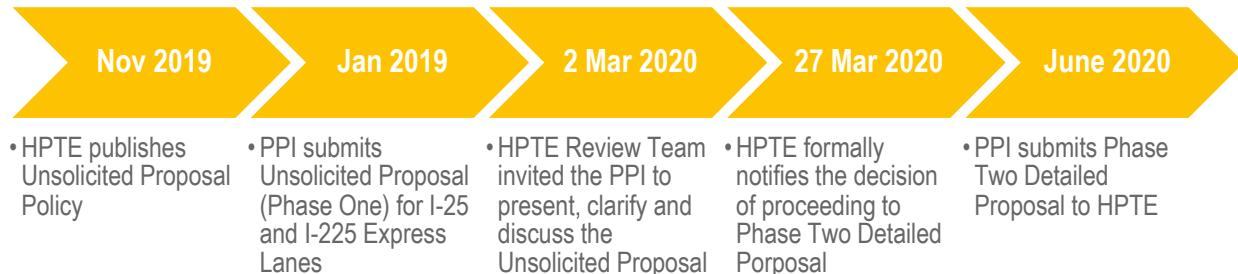 Nov 2019
Jan 2019
2 Mar 2020
27 Mar 2020
June 2020
• HPTE publishes
Unsolicited Proposal
Policy
• PPI submits
Unsolicited Proposal
(Phase One) for I-25
and I-225 Express
Lanes
• HPTE Review Team
invited the PPI to
present, clarify and
discuss the
Unsolicited Proposal
• HPTE formally
notifies the decision
of proceeding to
Phase Two Detailed
Porposal
• PPI submits Phase
Two Detailed
Proposal to HPTE